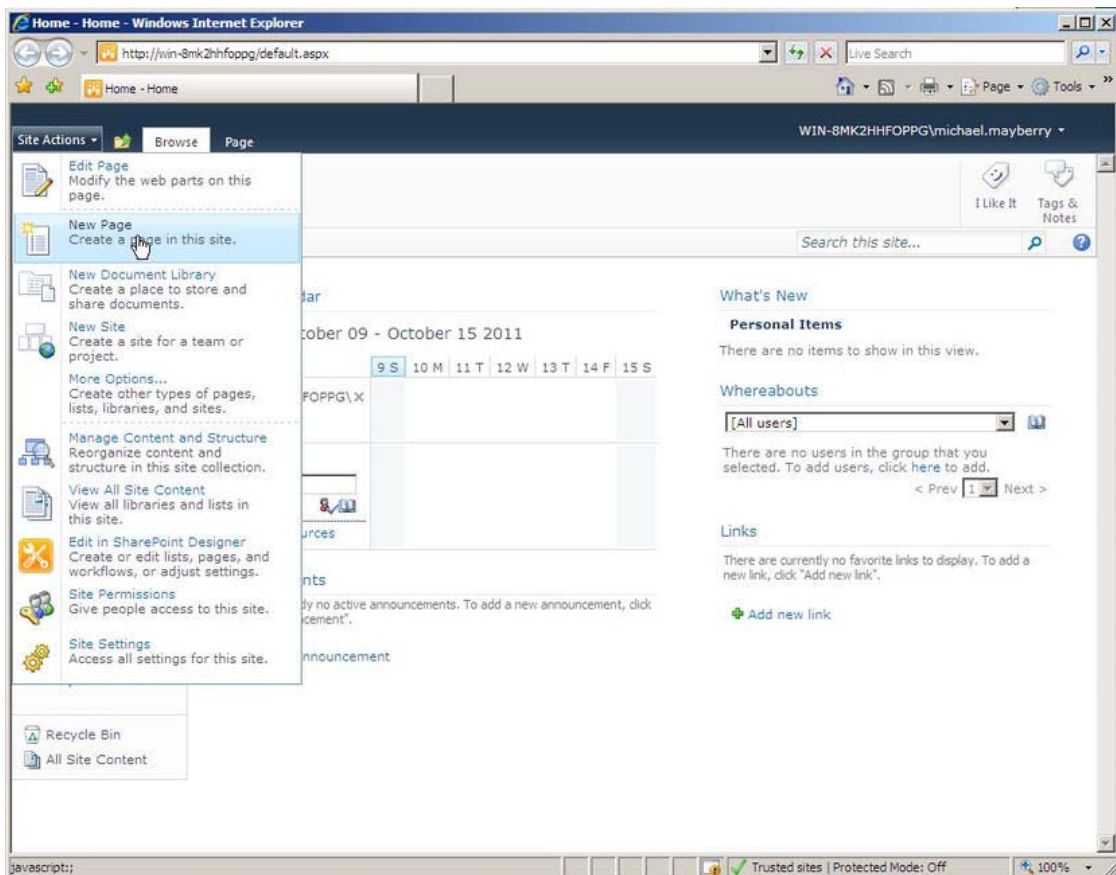 Home - Home - Windows Internet Explorer
http://win-8mk2hhfoppg/default.aspx
Live Search
Home - Home
Page
Tools
»
Site Actions
Browse
Page
WIN-8MK2HHFOPPG\michael.mayberry
Edit Page
Modify the web parts on this
page.
New Page
Create a page in this site.
New Document Library
Create a place to store and
share documents.
New Site
Create a site for a team or
project.
More Options...
Create other types of pages,
lists, libraries, and sites.
Manage Content and Structure
Reorganize content and
structure in this site collection.
View All Site Content
View all libraries and lists in
this site.
Edit in SharePoint Designer
Create or edit lists, pages, and
workflows, or adjust settings.
Site Permissions
Give people access to this site.
Site Settings
Access all settings for this site.
Recycle Bin
All Site Content
I Like It
Tags &
Notes
Search this site...
dar
tober 09 - October 15 2011
9 S 10 M 11 T 12 W 13 T 14 F 15 S
FOPPG\
urces
nts
dy no active announcements. To add a new announcement, click
cement".
nnouncement
What's New
Personal Items
There are no items to show in this view.
Whereabouts
[All users]
There are no users in the group that you
selected. To add users, click here to add.
< Prev 1 Next >
Links
There are currently no favorite links to display. To add a
new link, click "Add new link".
Add new link
javascript:;
Trusted sites | Protected Mode: Off
100%